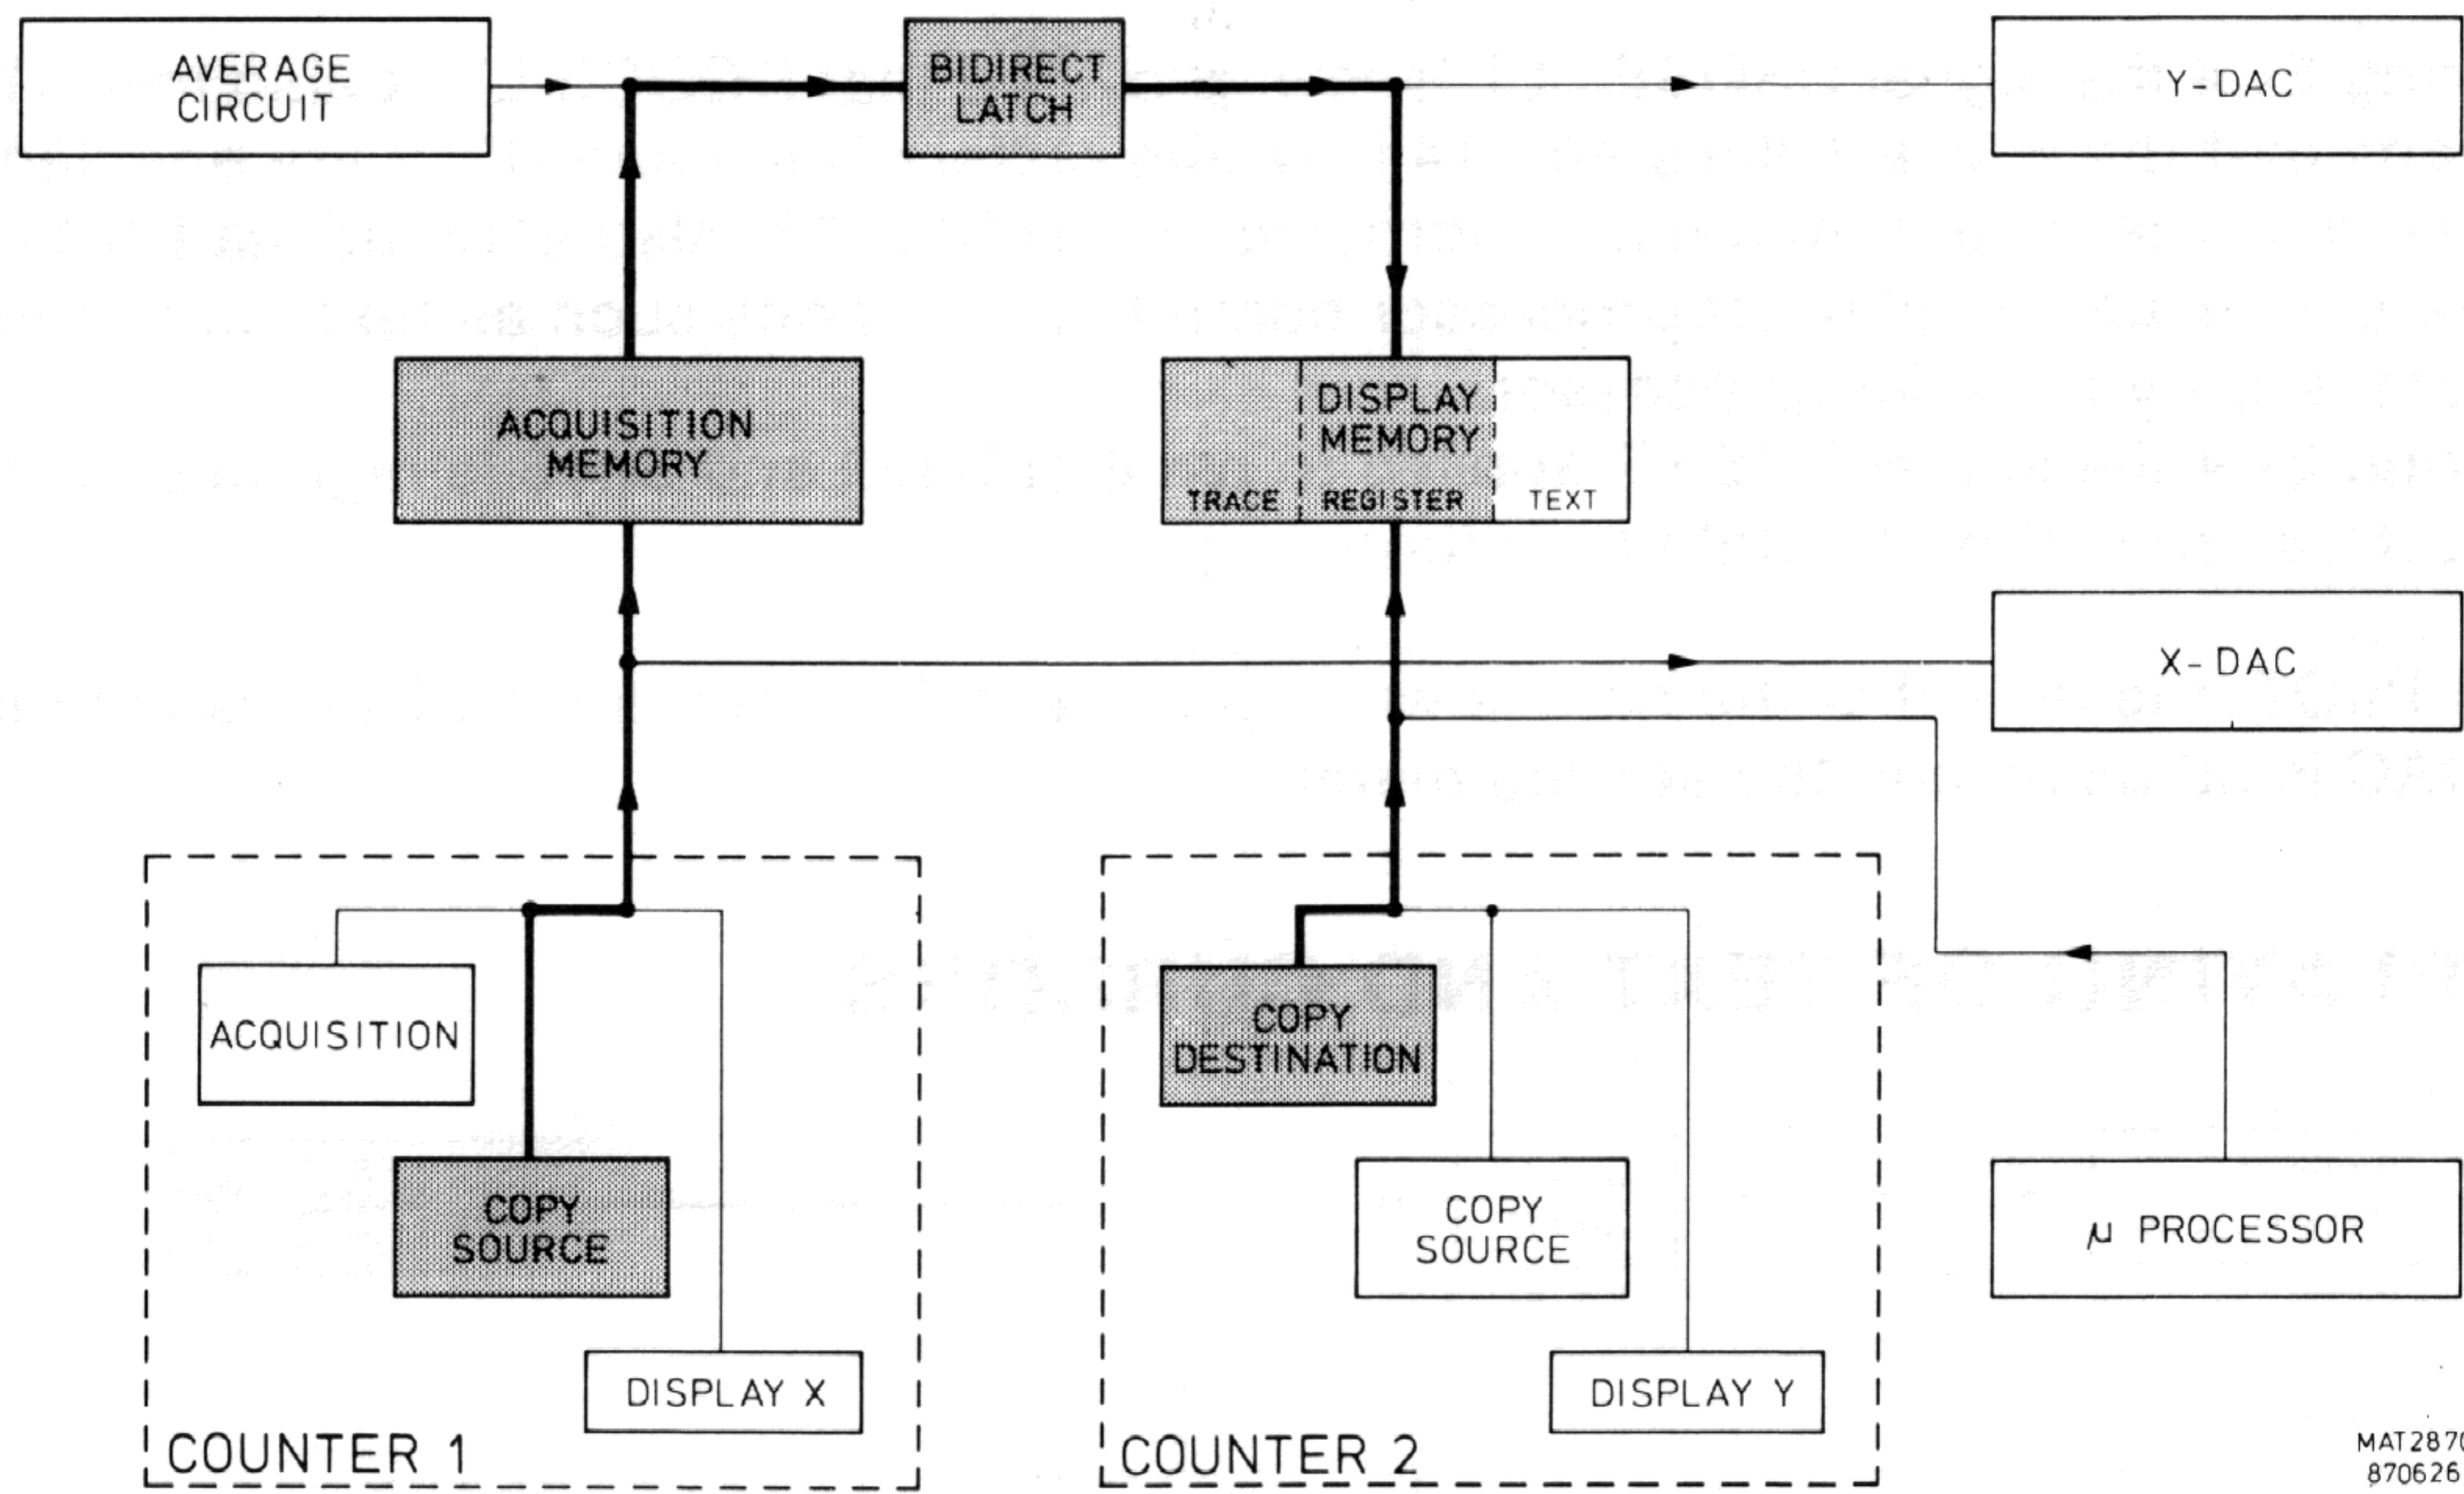 AVERAGE
CIRCUIT
BIDIRECT
LATCH
Y-DAC
ACQUISITION
MEMORY
DISPLAY
MEMORY
TRACE
REGISTER
TEXT
X-DAC
ACQUISITION
COPY
SOURCE
DISPLAY X
COUNTER 1
COPY
DESTINATION
COPY
SOURCE
DISPLAY Y
COUNTER 2
μ PROCESSOR
MAT2870
870626